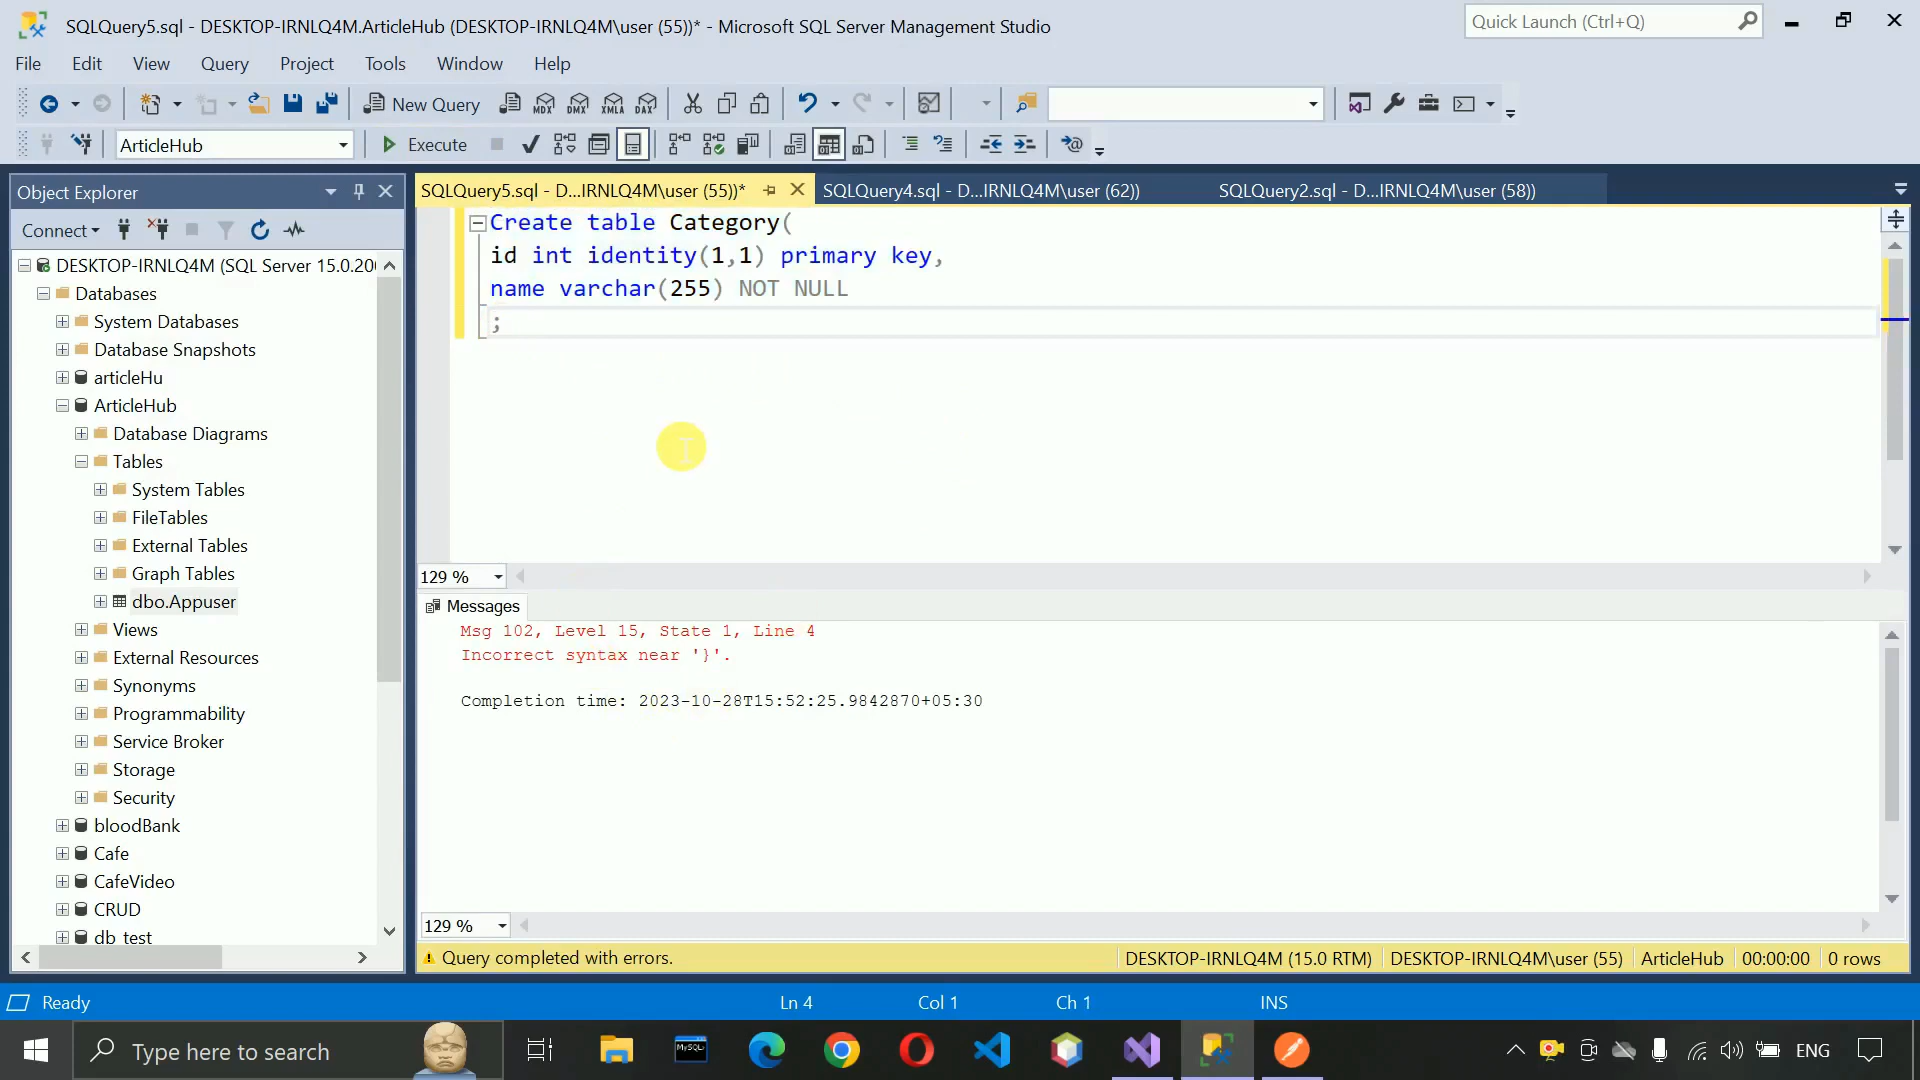 SQLQuery5.sql - DESKTOP-IRNLQ4M.ArticleHub (DESKTOP-IRNLQ4M\user (55))* - Microsoft SQL Server Management Studio
Quick Launch (Ctrl+Q)
File Edit View Query Project Tools Window Help
New Query MDX DMX XMLA DAX
ArticleHub Execute
Object Explorer
SQLQuery5.sql - D...IRNLQ4M\user (55))* SQLQuery4.sql - D...IRNLQ4M\user (62)) SQLQuery2.sql - D...IRNLQ4M\user (58))
Connect
DESKTOP-IRNLQ4M (SQL Server 15.0.200
Databases
System Databases
Database Snapshots
articleHu
ArticleHub
Database Diagrams
Tables
System Tables
FileTables
External Tables
Graph Tables
dbo.Appuser
Views
External Resources
Synonyms
Programmability
Service Broker
Storage
Security
bloodBank
Cafe
CafeVideo
CRUD
db_test
Create table Category(
id int identity(1,1) primary key,
name varchar(255) NOT NULL
;
129 %
Messages
Msg 102, Level 15, State 1, Line 4
Incorrect syntax near '}'.
Completion time: 2023-10-28T15:52:25.9842870+05:30
129 %
Query completed with errors. DESKTOP-IRNLQ4M (15.0 RTM) DESKTOP-IRNLQ4M\user (55) ArticleHub 00:00:00 0 rows
Ready Ln 4 Col 1 Ch 1 INS
Type here to search
MySQL
ENG